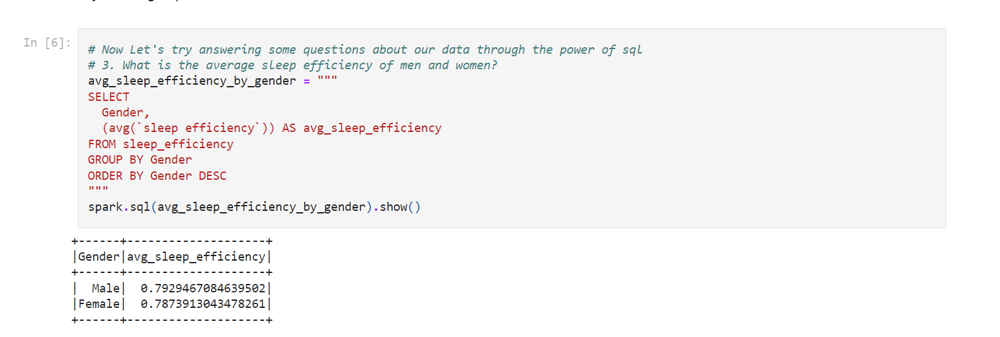 In [6]:
# Now Let's try answering some questions about our data through the power of sql
# 3. What is the average sleep efficiency of men and women?
avg_sleep_efficiency_by_gender = """
SELECT
  Gender,
  (avg(`sleep efficiency`)) AS avg_sleep_efficiency
FROM sleep_efficiency
GROUP BY Gender
ORDER BY Gender DESC
"""
spark.sql(avg_sleep_efficiency_by_gender).show()
+------+--------------------+
|Gender|avg_sleep_efficiency|
+------+--------------------+
|  Male|  0.7929467084639502|
|Female|  0.7873913043478261|
+------+--------------------+